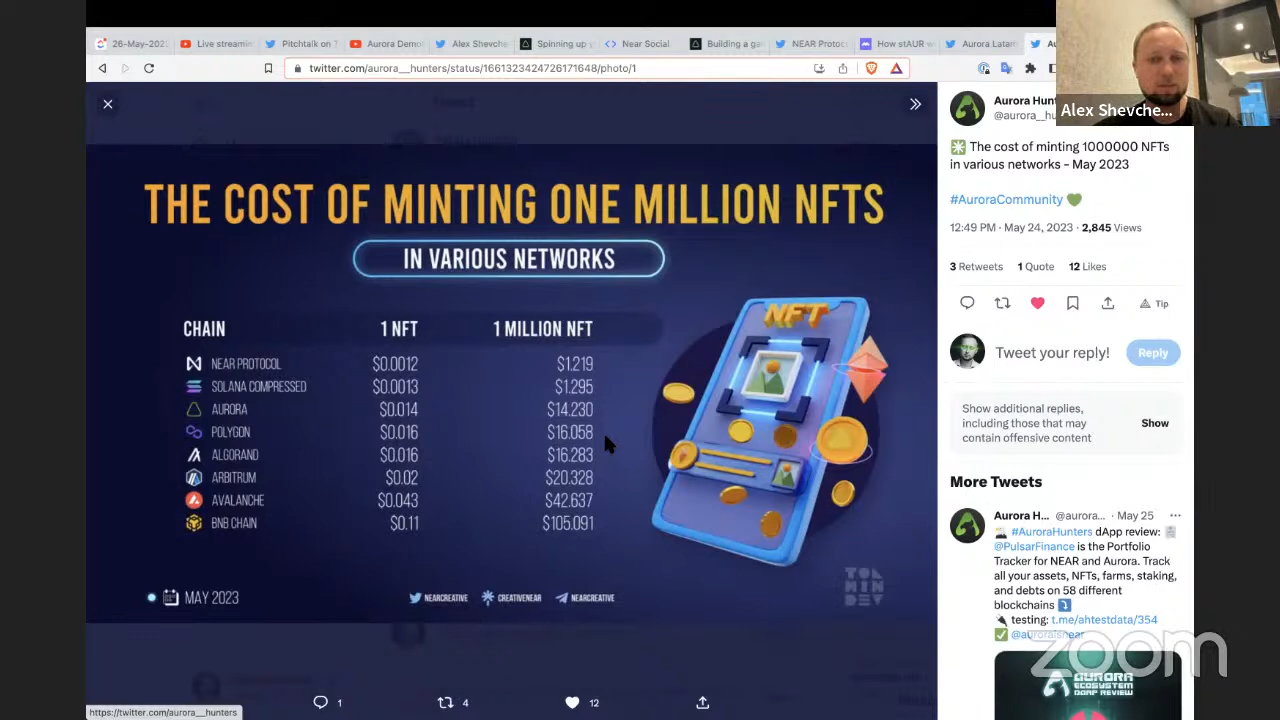 26-May-202
Live streamin
Pitchtalk on T
Aurora Demo
Alex Shevche
Spinning up y
Near Social
Building a ga
NEAR Protoc
How stAUR w
Aurora Latam
Au
twitter.com/aurora__hunters/status/1661323424726171648/photo/1
Alex Shevche...
THE COST OF MINTING ONE MILLION NFTS
IN VARIOUS NETWORKS
CHAIN 1 NFT 1 MILLION NFT
NEAR PROTOCOL $0.0012 $1.219
SOLANA COMPRESSED $0.0013 $1.295
AURORA $0.014 $14.230
POLYGON $0.016 $16.058
ALGORAND $0.016 $16.283
ARBITRUM $0.02 $20.328
AVALANCHE $0.043 $42.637
BNB CHAIN $0.11 $105.091
NFT
MAY 2023
NEARCREATIVE
CREATIVENEAR
NEARCREATIVE
TOR
MIN
DEV
1
4
12
https://twitter.com/aurora__hunters
Aurora Hun
@aurora__hu
The cost of minting 1000000 NFTs
in various networks - May 2023
#AuroraCommunity
12:49 PM · May 24, 2023 · 2,845 Views
3 Retweets 1 Quote 12 Likes
Tip
Tweet your reply!
Reply
Show additional replies,
including those that may
contain offensive content
Show
More Tweets
Aurora H... @aurora... · May 25
#AuroraHunters dApp review:
@PulsarFinance is the Portfolio
Tracker for NEAR and Aurora. Track
all your assets, NFTs, farms, staking,
and debts on 58 different
blockchains
testing: t.me/ahtestdata/354
@auroraisnear
AURORA
ECOSYSTEM
DAPP REVIEW
zoom